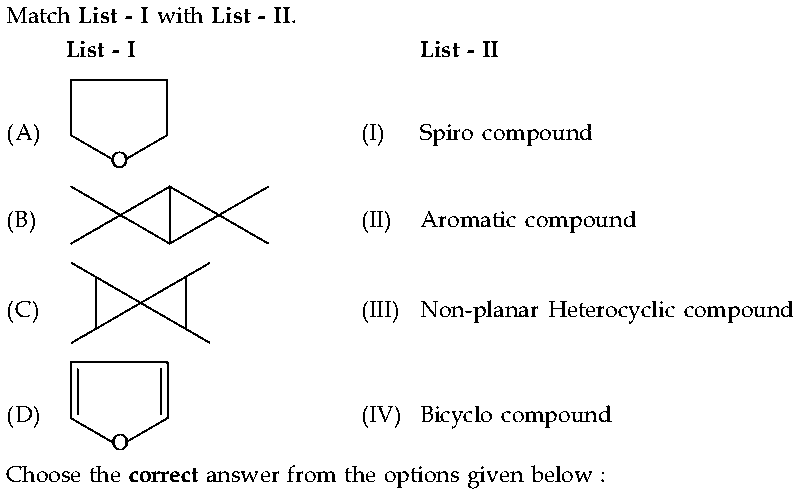 Match List - I with List - II.
List - I List - II
O
(A) (I) Spiro compound
(B) (II) Aromatic compound
(C) (III) Non-planar Heterocyclic compound
(D) (IV) Bicyclo compound
O
Choose the correct answer from the options given below :